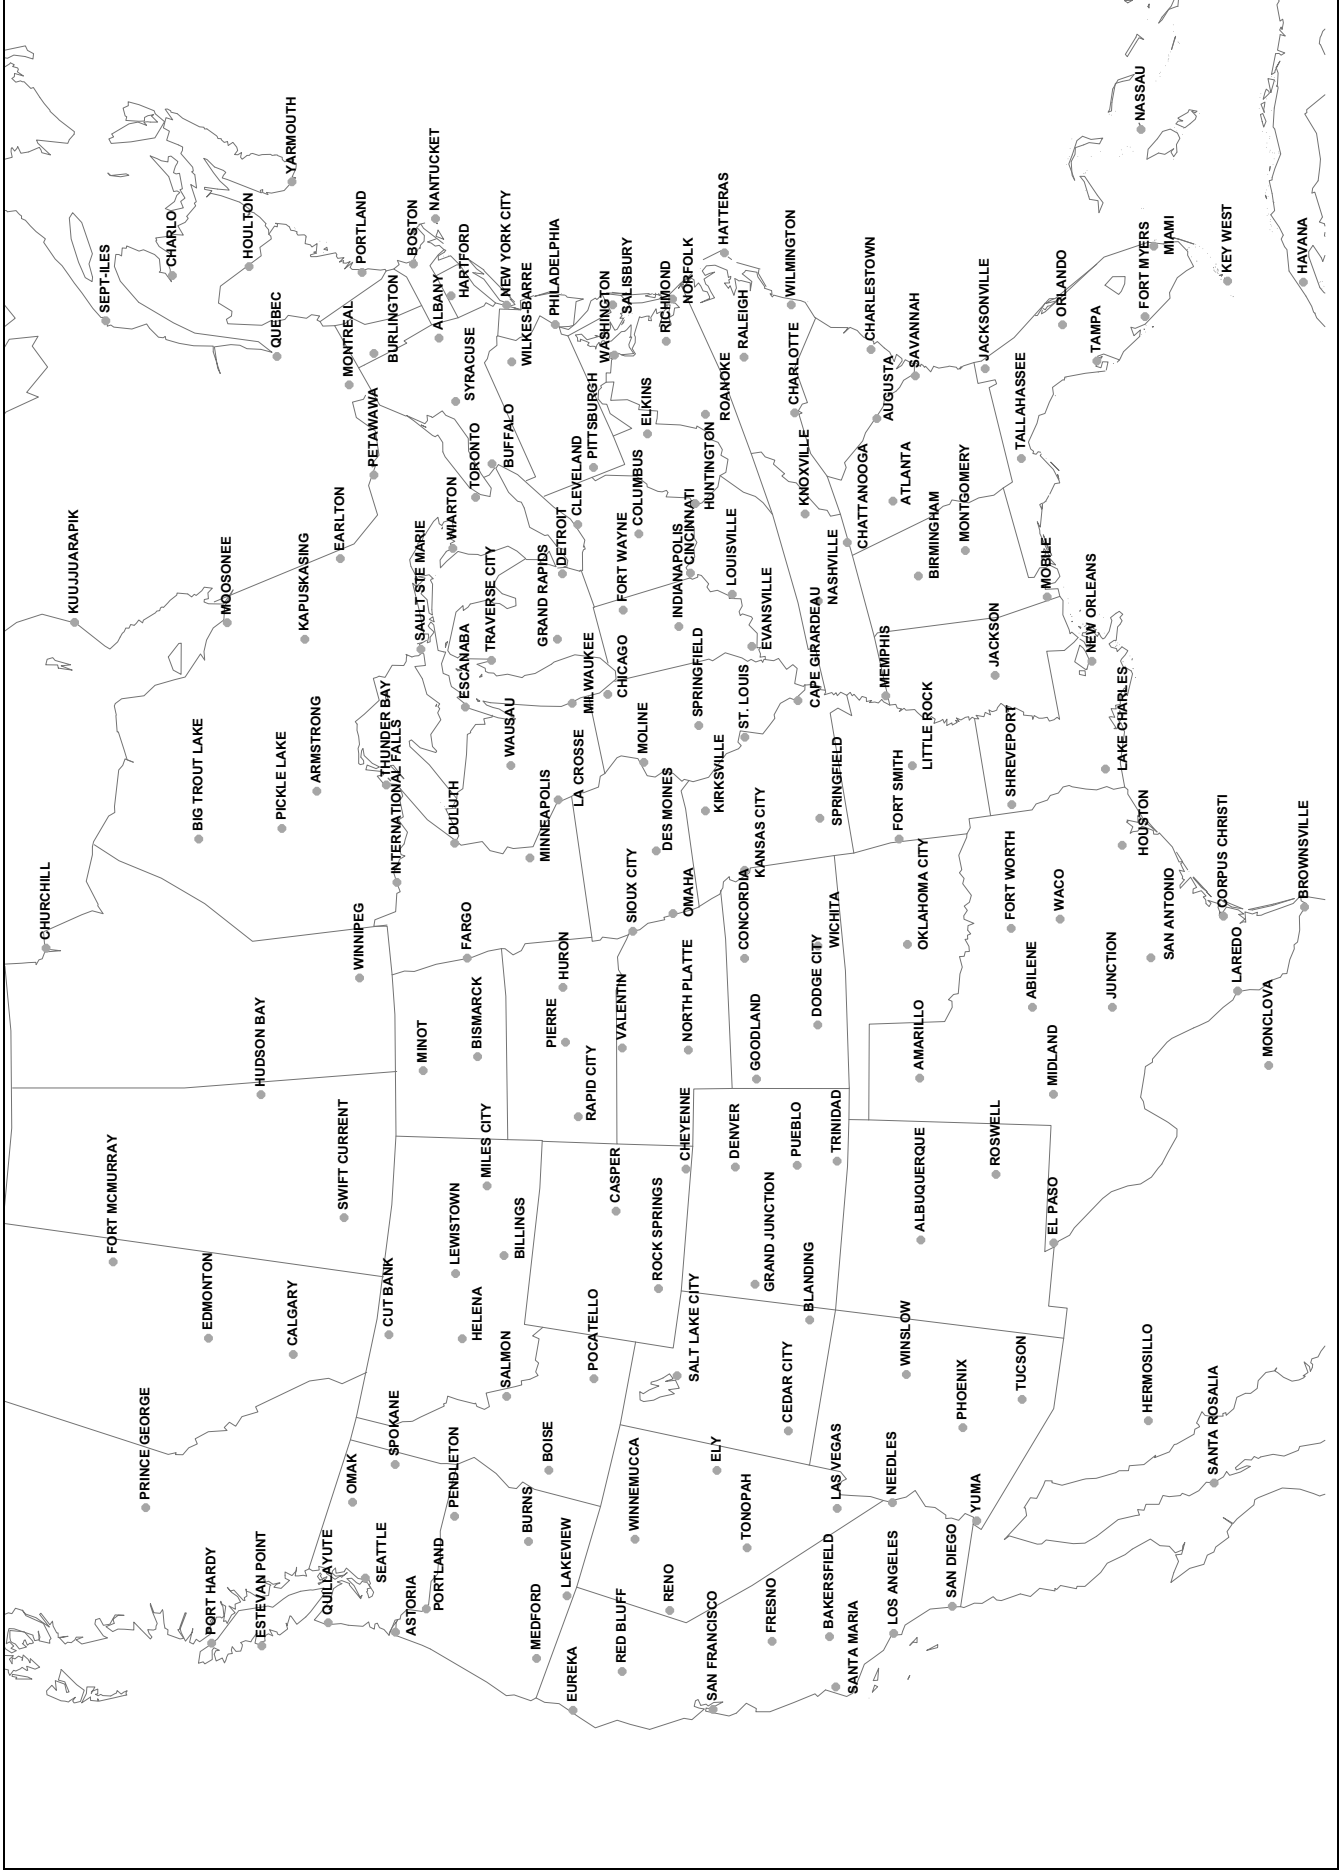 KUUJJUARAPIK
CHURCHILL
SEPT-ILES
CHARLO
HOULTON
YARMOUTH
QUEBEC
MONTREAL
PORTLAND
BURLINGTON
BOSTON
NANTUCKET
ALBANY
HARTFORD
SYRACUSE
NEW YORK CITY
WILKES-BARRE
PHILADELPHIA
WASHINGTON
SALISBURY
RICHMOND
NORFOLK
HATTERAS
RALEIGH
WILMINGTON
CHARLOTTE
CHARLESTOWN
AUGUSTA
SAVANNAH
JACKSONVILLE
TALLAHASSEE
ORLANDO
TAMPA
FORT MYERS
MIAMI
NASSAU
KEY WEST
HAVANA
MOOSONEE
KAPUSKASING
EARLTON
PETAWAWA
SAULT STE MARIE
WIARTON
TORONTO
BUFFALO
CLEVELAND
PITTSBURGH
ELKINS
ROANOKE
COLUMBUS
HUNTINGTON
CINCINNATI
DETROIT
GRAND RAPIDS
TRAVERSE CITY
ESCANABA
FORT WAYNE
INDIANAPOLIS
LOUISVILLE
EVANSVILLE
KNOXVILLE
NASHVILLE
CHATTANOOGA
ATLANTA
BIRMINGHAM
MONTGOMERY
MOBILE
NEW ORLEANS
JACKSON
MEMPHIS
CAPE GIRARDEAU
ST. LOUIS
SPRINGFIELD
CHICAGO
MILWAUKEE
MOLINE
WAUSAU
LA CROSSE
MINNEAPOLIS
DULUTH
THUNDER BAY
INTERNATIONAL FALLS
ARMSTRONG
PICKLE LAKE
BIG TROUT LAKE
KIRKSVILLE
DES MOINES
KANSAS CITY
SPRINGFIELD
FORT SMITH
LITTLE ROCK
SHREVEPORT
LAKE CHARLES
HOUSTON
CORPUS CHRISTI
BROWNSVILLE
SAN ANTONIO
LAREDO
MONCLOVA
JUNCTION
WACO
FORT WORTH
ABILENE
MIDLAND
OKLAHOMA CITY
AMARILLO
WICHITA
DODGE CITY
CONCORDIA
GOODLAND
OMAHA
SIOUX CITY
NORTH PLATTE
VALENTIN
HURON
PIERRE
RAPID CITY
FARGO
BISMARCK
MINOT
WINNIPEG
HUDSON BAY
SWIFT CURRENT
FORT MCMURRAY
EDMONTON
CALGARY
CUT BANK
LEWISTOWN
HELENA
MILES CITY
BILLINGS
SALMON
CASPER
CHEYENNE
ROCK SPRINGS
POCATELLO
SALT LAKE CITY
DENVER
PUEBLO
TRINIDAD
GRAND JUNCTION
BLANDING
CEDAR CITY
ALBUQUERQUE
ROSWELL
EL PASO
WINSLOW
PHOENIX
TUCSON
HERMOSILLO
SANTA ROSALIA
YUMA
NEEDLES
LAS VEGAS
TONOPAH
ELY
WINNEMUCCA
BOISE
BURNS
LAKEVIEW
PENDLETON
SPOKANE
OMAK
PRINCE GEORGE
PORT HARDY
ESTEVAN POINT
QUILLAYUTE
SEATTLE
ASTORIA
PORTLAND
MEDFORD
EUREKA
RED BLUFF
RENO
SAN FRANCISCO
FRESNO
BAKERSFIELD
SANTA MARIA
LOS ANGELES
SAN DIEGO